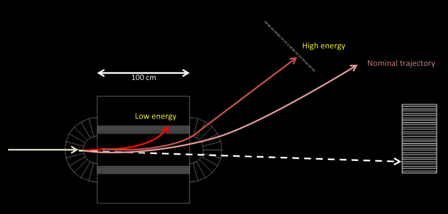 High energy
Nominal trajectory
100 cm
Low energy